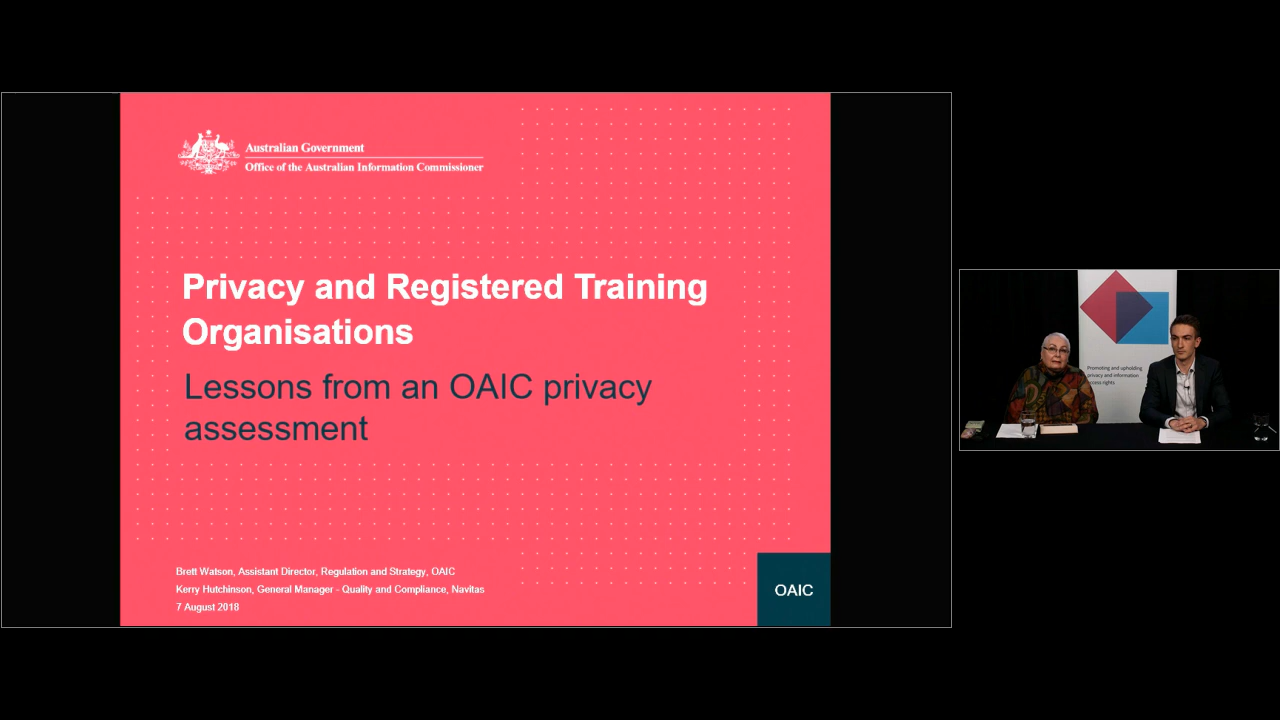 Australian Government
Office of the Australian Information Commissioner
Privacy and Registered Training
Organisations
Lessons from an OAIC privacy
assessment
Brett Watson, Assistant Director, Regulation and Strategy, OAIC
Kerry Hutchinson, General Manager - Quality and Compliance, Navitas
7 August 2018
OAIC
Promoting and upholding
privacy and information
access rights